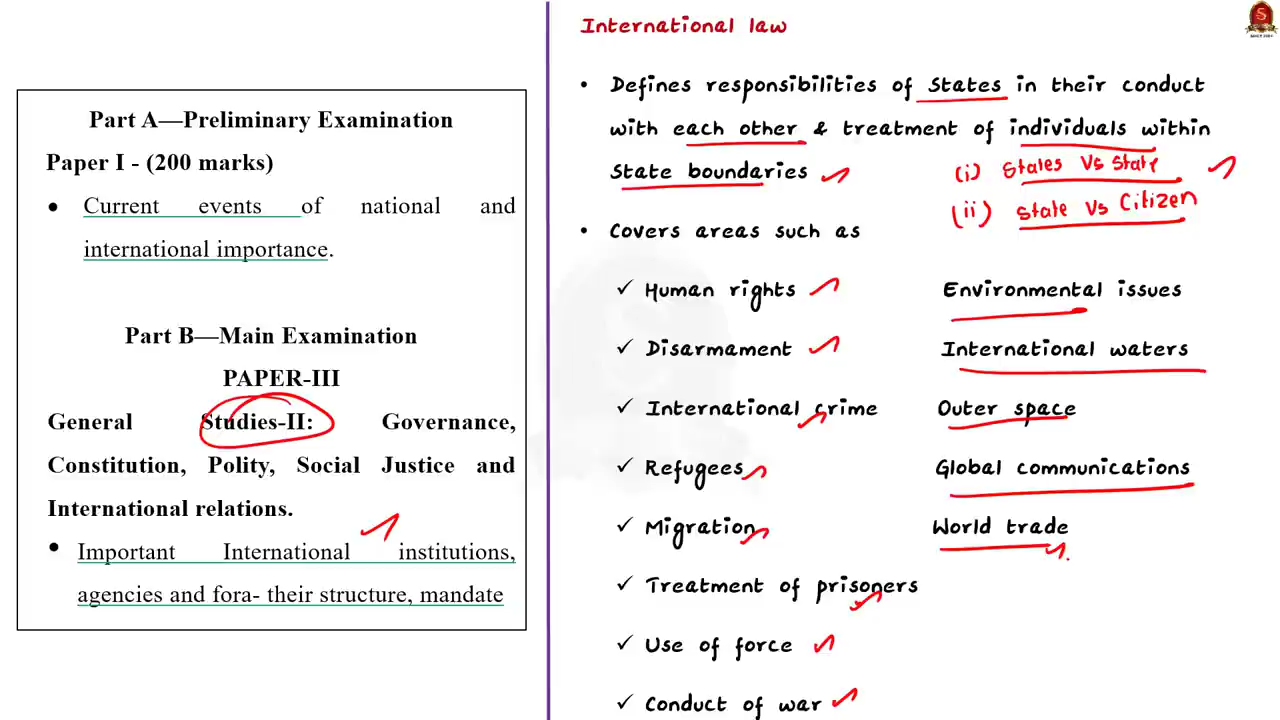 Part A—Preliminary Examination
Paper I - (200 marks)
• Current events of national and
international importance.
Part B—Main Examination
PAPER-III
General Studies-II: Governance,
Constitution, Polity, Social Justice and
International relations.
• Important International institutions,
agencies and fora- their structure, mandate
International law
• Defines responsibilities of States in their conduct
with each other & treatment of individuals within
State boundaries
(i) States Vs State
(ii) State Vs Citizen
• Covers areas such as
✓ Human rights
Environmental issues
✓ Disarmament
International waters
✓ International crime
Outer space
✓ Refugees
Global communications
✓ Migration
World trade
✓ Treatment of prisoners
✓ Use of force
✓ Conduct of war